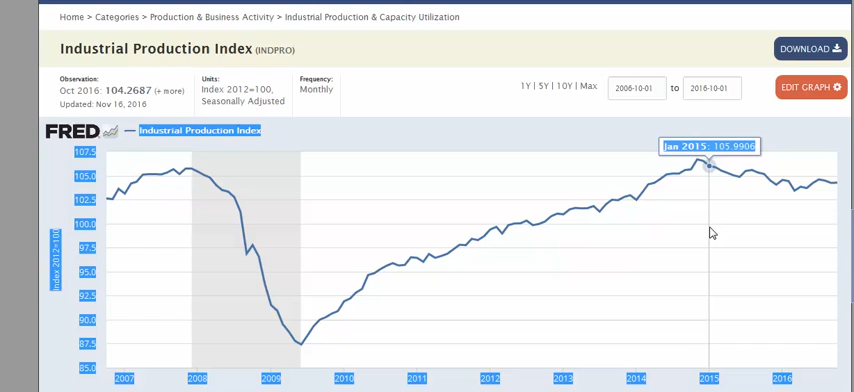 Home > Categories > Production & Business Activity > Industrial Production & Capacity Utilization
Industrial Production Index (INDPRO)
DOWNLOAD
Observation:
Oct 2016: 104.2687 (+ more)
Updated: Nov 16, 2016
Units:
Index 2012=100,
Seasonally Adjusted
Frequency:
Monthly
1Y | 5Y | 10Y | Max
2006-10-01
to
2016-10-01
EDIT GRAPH
FRED
Industrial Production Index
Jan 2015: 105.9906
107.5
105.0
102.5
100.0
97.5
95.0
92.5
90.0
87.5
85.0
Index 2012=100
2007 2008 2009 2010 2011 2012 2013 2014 2015 2016